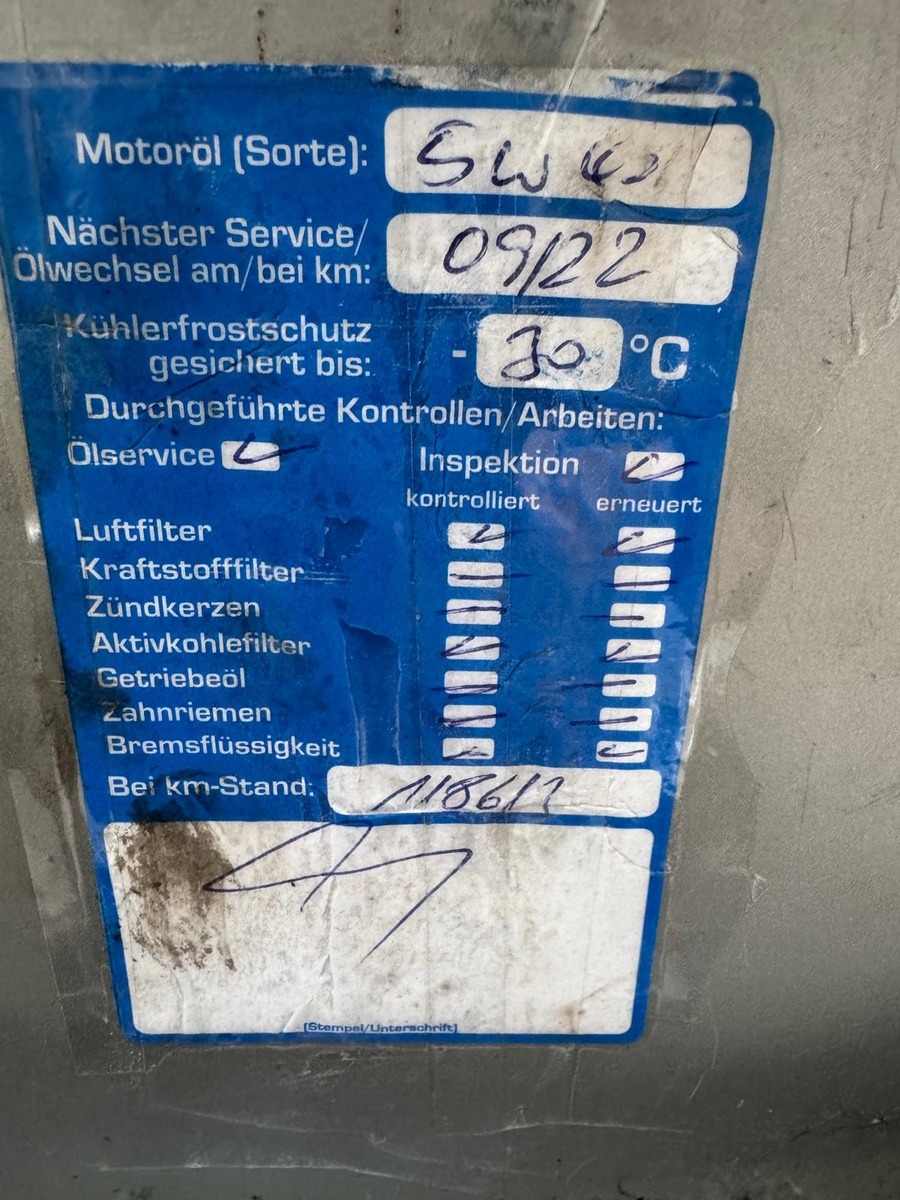 Motoröl (Sorte): 5W40
Nächster Service/
Ölwechsel am/bei km: 09/22
Kühlerfrostschutz
gesichert bis: - 30 °C
Durchgeführte Kontrollen/Arbeiten:
Ölservice Inspektion
kontrolliert erneuert
Luftfilter
Kraftstofffilter
Zündkerzen
Aktivkohlefilter
Getriebeöl
Zahnriemen
Bremsflüssigkeit
Bei km-Stand:
(Stempel/Unterschrift)